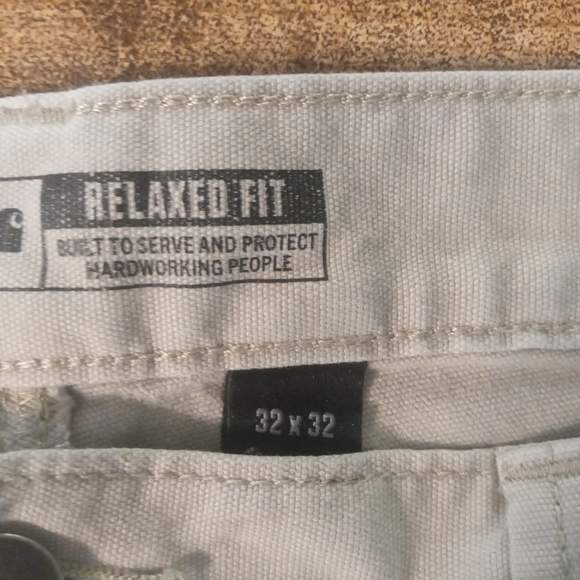 RELAXED FIT
BUILT TO SERVE AND PROTECT
HARDWORKING PEOPLE
32 x 32